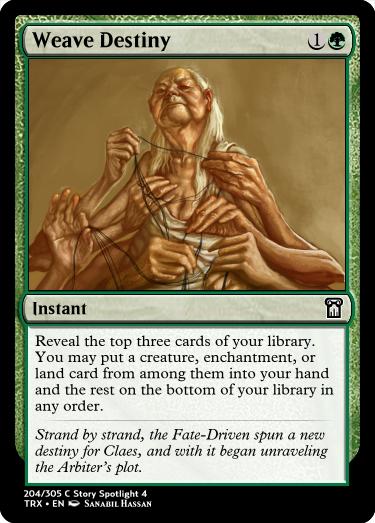 Weave Destiny 1
Instant
Reveal the top three cards of your library.
You may put a creature, enchantment, or
land card from among them into your hand
and the rest on the bottom of your library in
any order.
Strand by strand, the Fate-Driven spun a new
destiny for Claes, and with it began unraveling
the Arbiter's plot.
204/305 C Story Spotlight 4
TRX • EN Sanabil Hassan